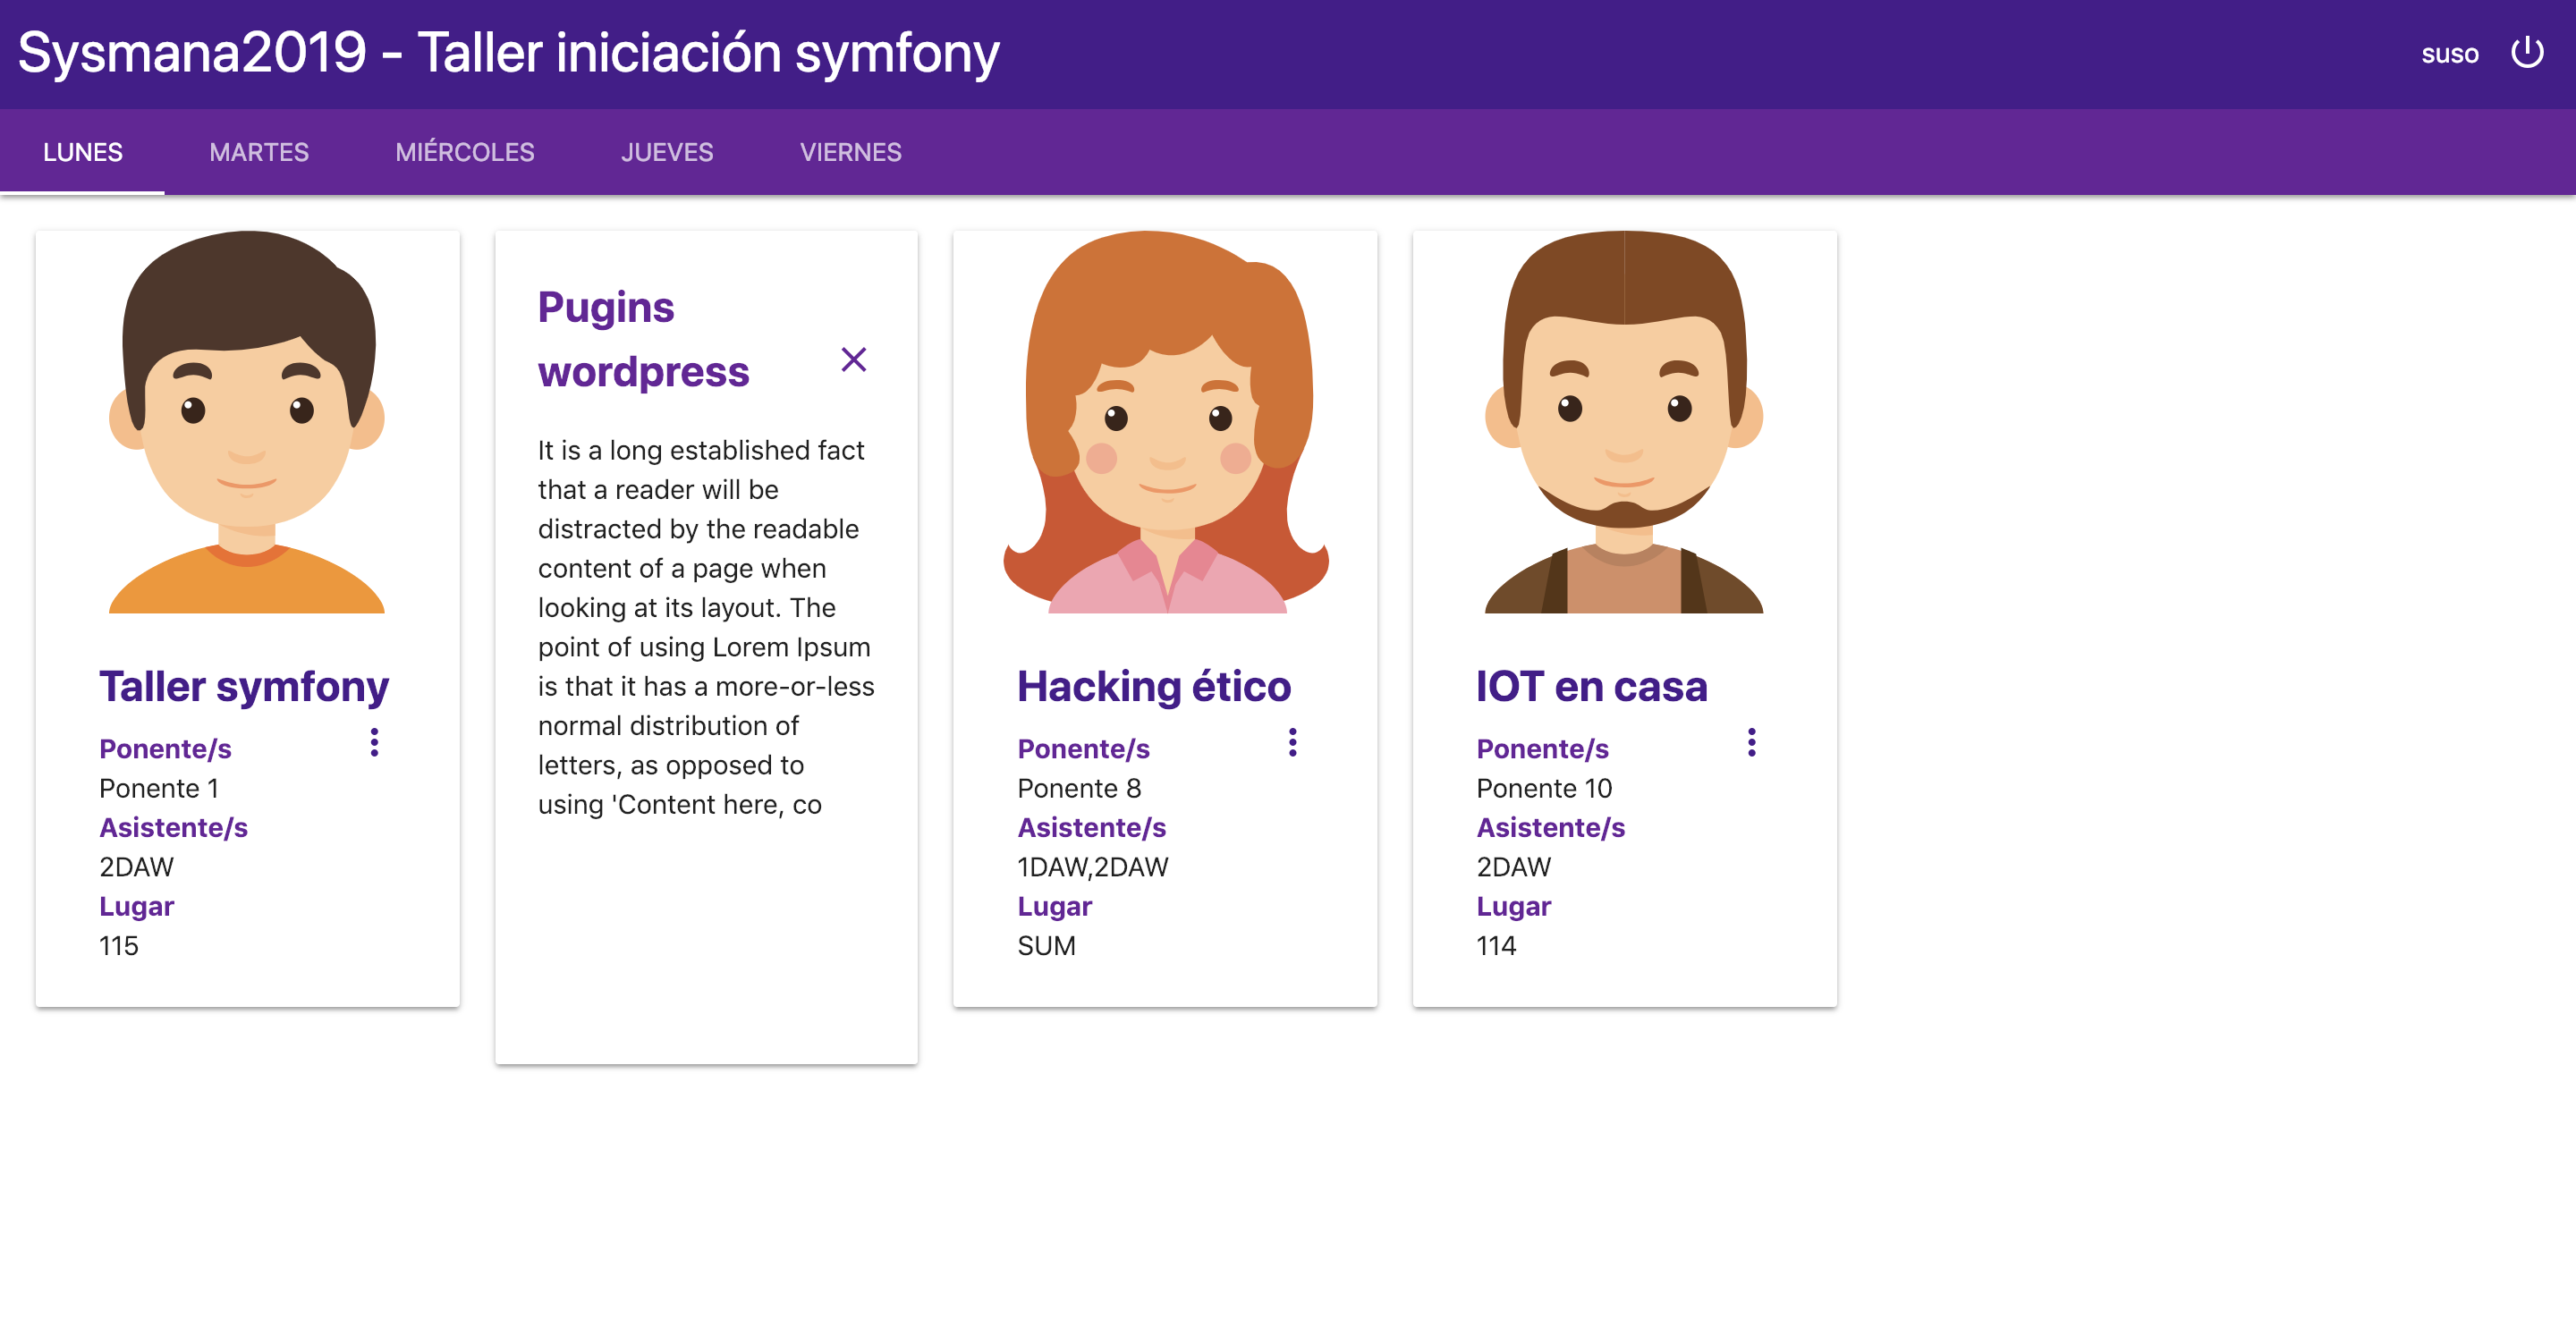 Sysmana2019 - Taller iniciación symfony
suso
LUNES MARTES MIÉRCOLES JUEVES VIERNES
Taller symfony
Ponente/s
Ponente 1
Asistente/s
2DAW
Lugar
115
Pugins
wordpress
It is a long established fact
that a reader will be
distracted by the readable
content of a page when
looking at its layout. The
point of using Lorem Ipsum
is that it has a more-or-less
normal distribution of
letters, as opposed to
using 'Content here, co
Hacking ético
Ponente/s
Ponente 8
Asistente/s
1DAW,2DAW
Lugar
SUM
IOT en casa
Ponente/s
Ponente 10
Asistente/s
2DAW
Lugar
114